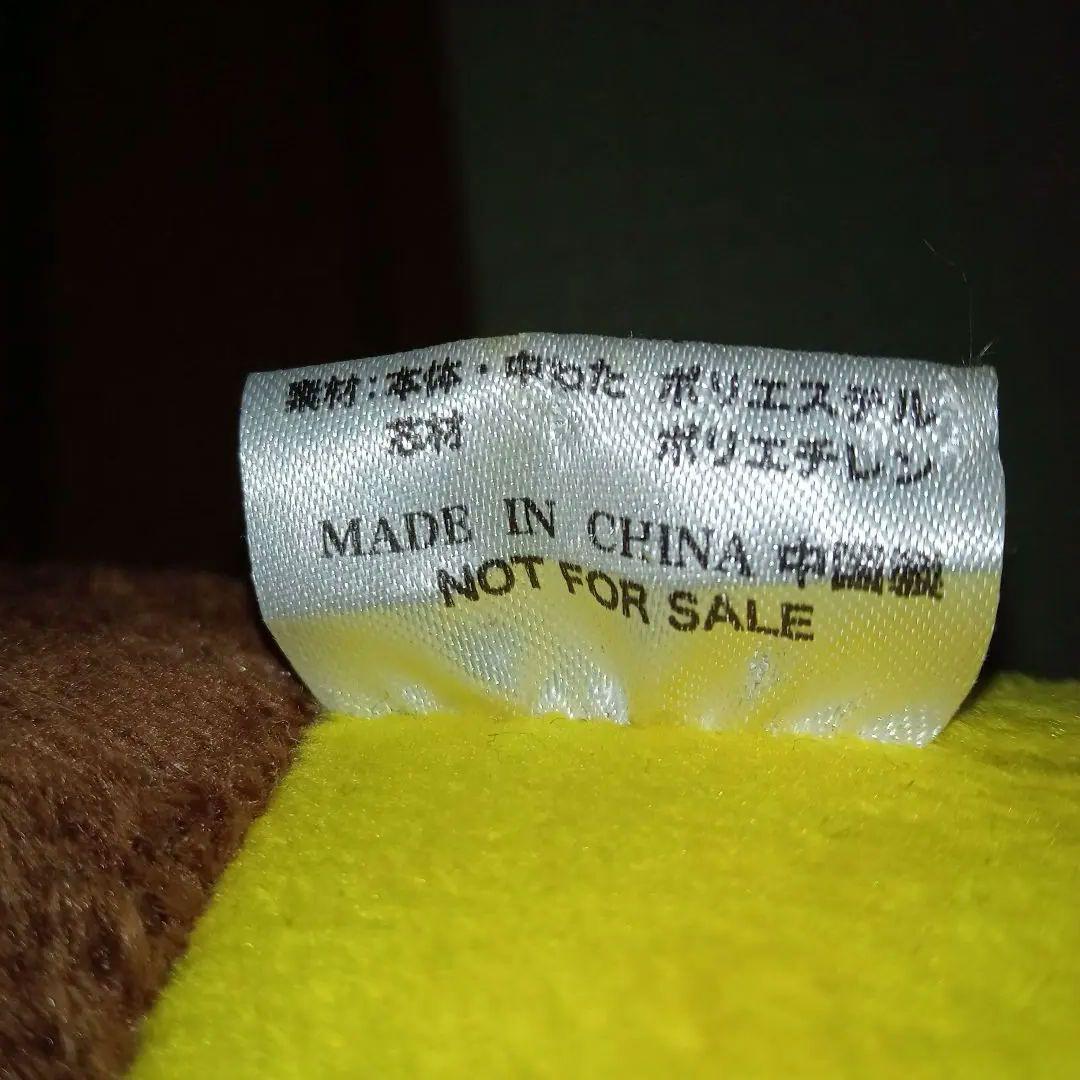 素材:本体・中わた ポリエステル
芯材 ポリエチレン
MADE IN CHINA 中国製
NOT FOR SALE